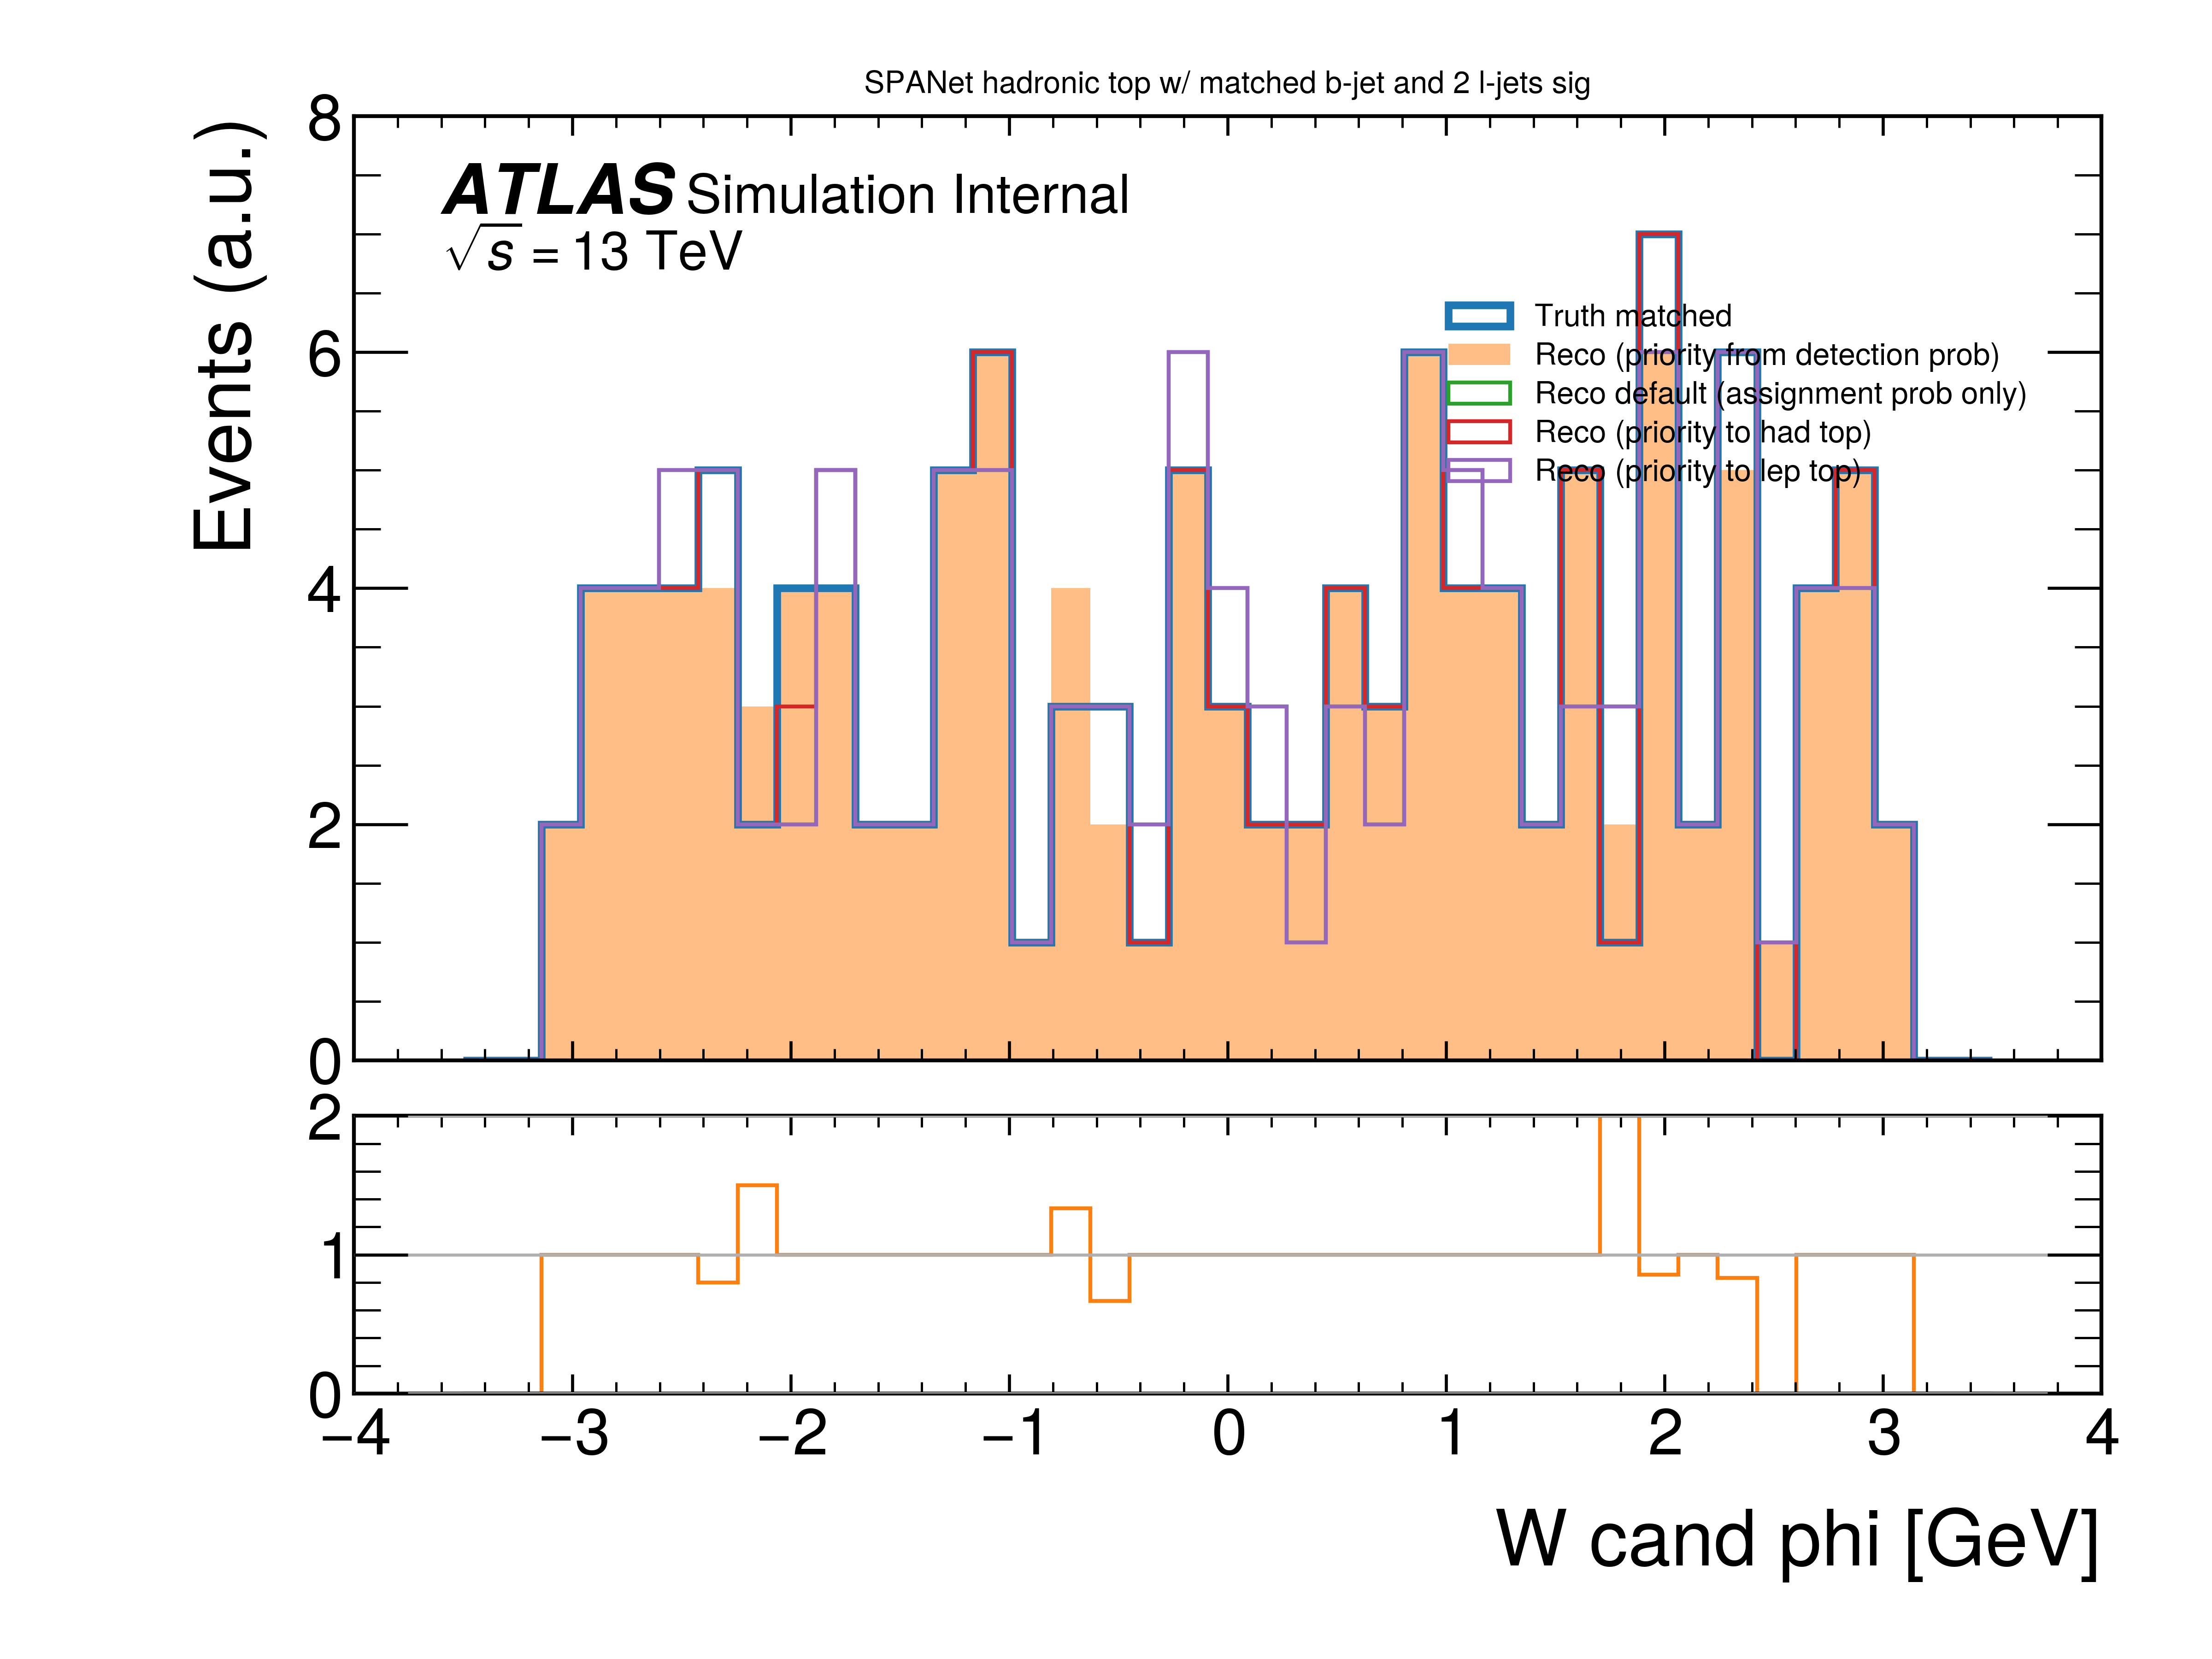 SPANet hadronic top w/ matched b-jet and 2 l-jets sig
Events (a.u.)
8
6
4
2
0
ATLAS Simulation Internal
√s = 13 TeV
Truth matched
Reco (priority from detection prob)
Reco default (assignment prob only)
Reco (priority to had top)
Reco (priority to lep top)
2
1
0
−4 −3 −2 −1 0 1 2 3 4
W cand phi [GeV]